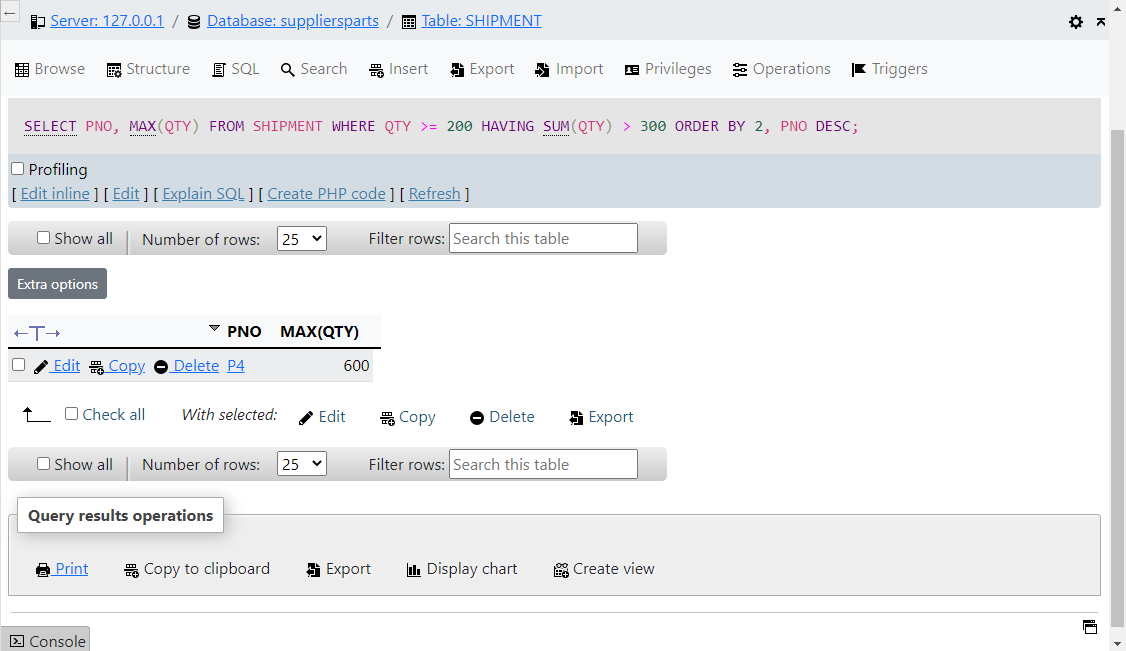 Server: 127.0.0.1 / Database: suppliersparts / Table: SHIPMENT
Browse Structure SQL Search Insert Export Import Privileges Operations Triggers
SELECT PNO, MAX(QTY) FROM SHIPMENT WHERE QTY >= 200 HAVING SUM(QTY) > 300 ORDER BY 2, PNO DESC;
Profiling
[ Edit inline ] [ Edit ] [ Explain SQL ] [ Create PHP code ] [ Refresh ]
Show all Number of rows: 25 Filter rows: Search this table
Extra options
←T→ PNO MAX(QTY)
Edit Copy Delete P4 600
Check all With selected: Edit Copy Delete Export
Show all Number of rows: 25 Filter rows: Search this table
Query results operations
Print Copy to clipboard Export Display chart Create view
Console